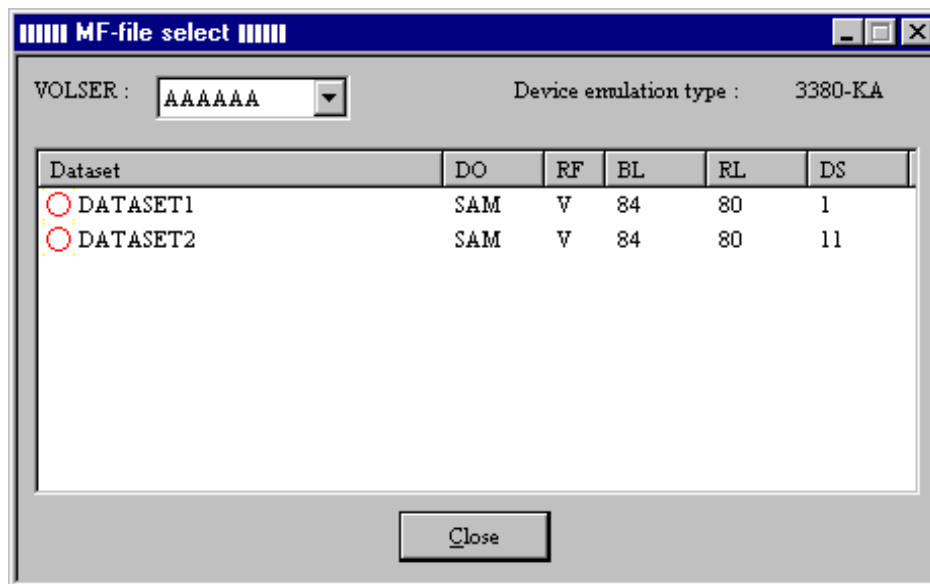 MF-file select
VOLSER : AAAAAA Device emulation type : 3380-KA
Dataset DO RF BL RL DS
DATASET1 SAM V 84 80 1
DATASET2 SAM V 84 80 11
Close